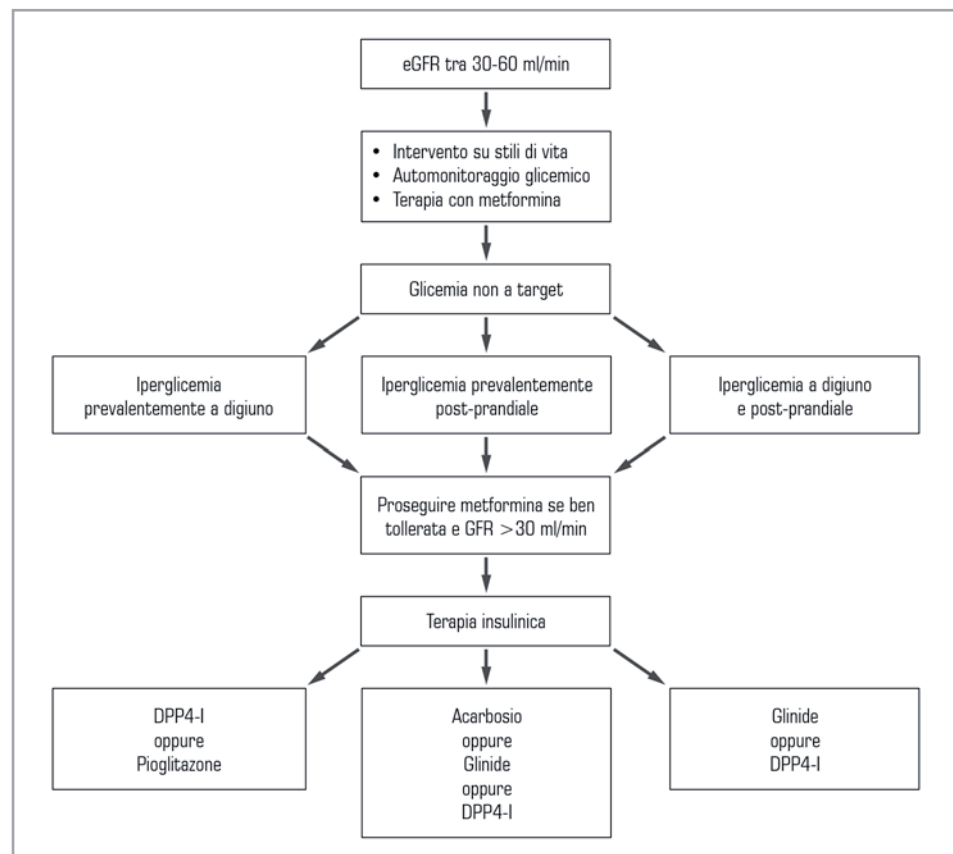 eGFR tra 30-60 ml/min
• Intervento su stili di vita
• Automonitoraggio glicemico
• Terapia con metformina
Glicemia non a target
Iperglicemia
prevalentemente a digiuno
Iperglicemia prevalentemente
post-prandiale
Iperglicemia a digiuno
e post-prandiale
Proseguire metformina se ben
tollerata e GFR >30 ml/min
Terapia insulinica
DPP4-I
oppure
Pioglitazone
Acarbosio
oppure
Glinide
oppure
DPP4-I
Glinide
oppure
DPP4-I